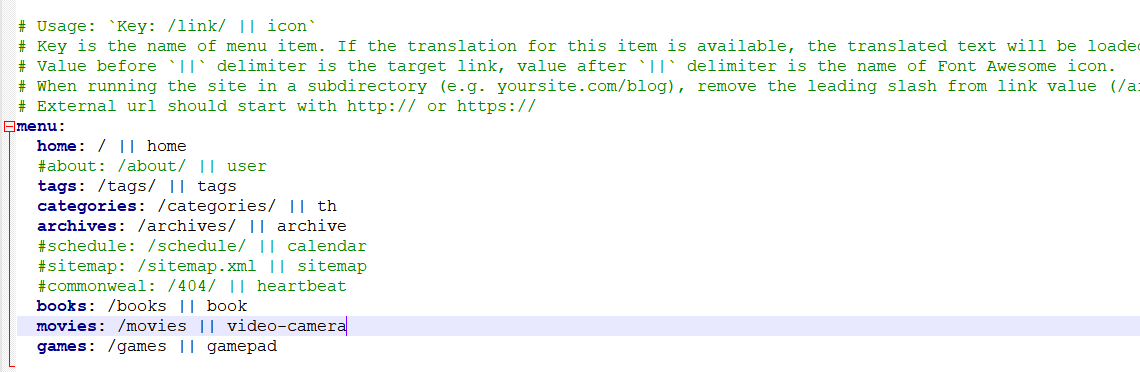 # Usage: `Key: /link/ || icon`
# Key is the name of menu item. If the translation for this item is available, the translated text will be loaded
# Value before `||` delimiter is the target link, value after `||` delimiter is the name of Font Awesome icon.
# When running the site in a subdirectory (e.g. yoursite.com/blog), remove the leading slash from link value (/a
# External url should start with http:// or https://
menu:
  home: / || home
  #about: /about/ || user
  tags: /tags/ || tags
  categories: /categories/ || th
  archives: /archives/ || archive
  #schedule: /schedule/ || calendar
  #sitemap: /sitemap.xml || sitemap
  #commonweal: /404/ || heartbeat
  books: /books || book
  movies: /movies || video-camera
  games: /games || gamepad